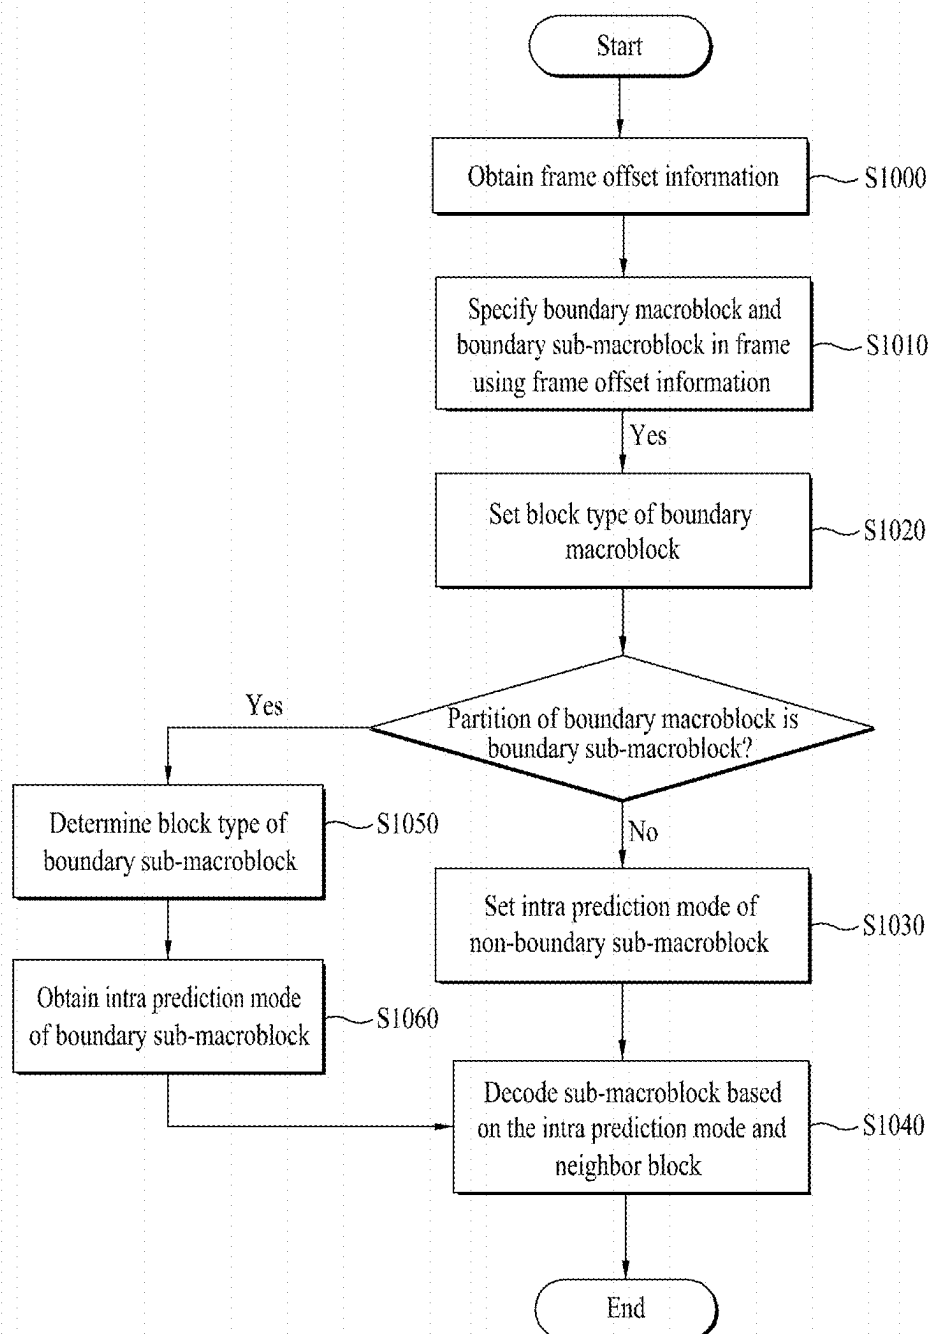 Start
Obtain frame offset information
S1000
Specify boundary macroblock and
boundary sub-macroblock in frame
using frame offset information
S1010
Yes
Set block type of boundary
macroblock
S1020
Partition of boundary macroblock is
boundary sub-macroblock?
Yes
Determine block type of
boundary sub-macroblock
S1050
No
Set intra prediction mode of
non-boundary sub-macroblock
S1030
Obtain intra prediction mode
of boundary sub-macroblock
S1060
Decode sub-macroblock based
on the intra prediction mode and
neighbor block
S1040
End